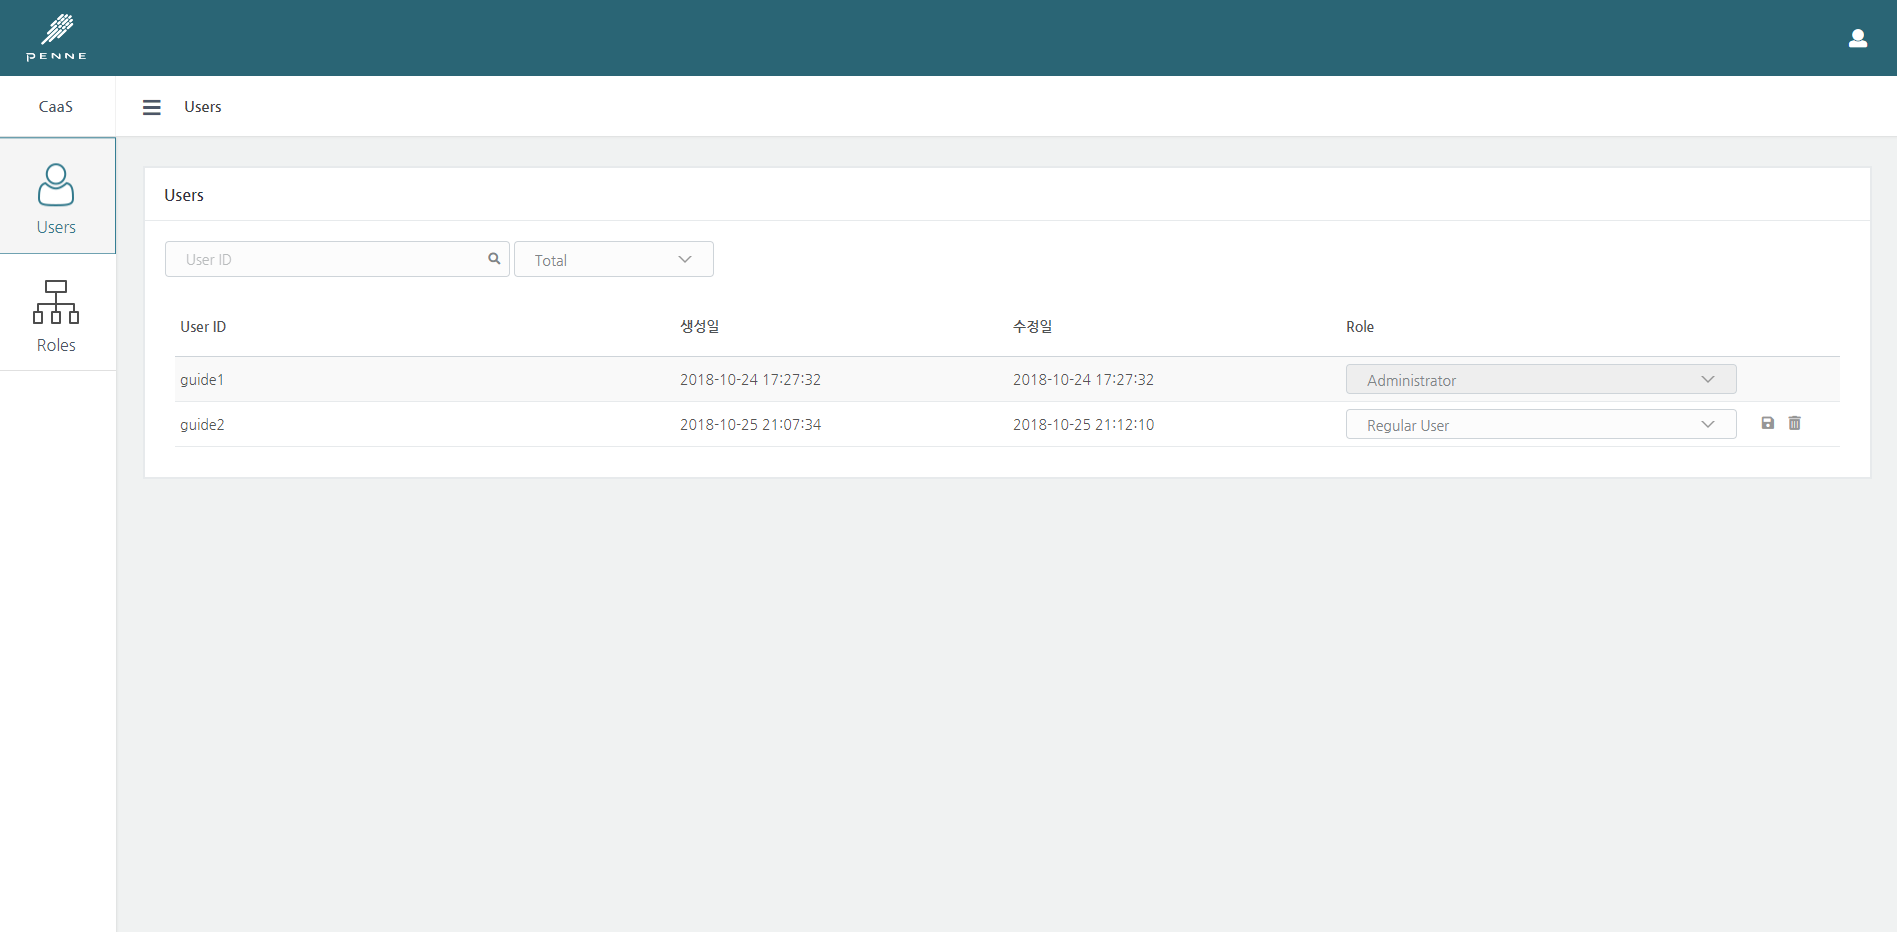 PENNE
CaaS
Users
Users
Roles
Users
User ID
Total
User ID 생성일 수정일 Role
guide1 2018-10-24 17:27:32 2018-10-24 17:27:32 Administrator
guide2 2018-10-25 21:07:34 2018-10-25 21:12:10 Regular User